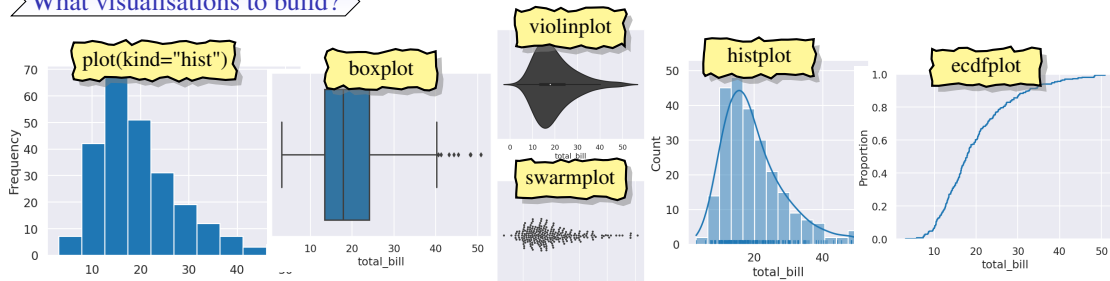 What visualisations to build?
plot(kind="hist")
70
60
50
40
30
20
10
0
Frequency
10 20 30 40
boxplot
10 20 30 40 50
total_bill
violinplot
0 10 20 30 40 50
total_bill
swarmplot
histplot
50
40
30
20
10
0
Count
20 40
total_bill
ecdfplot
1.0
0.8
0.6
0.4
0.2
0.0
Proportion
10 20 30 40 50
total_bill